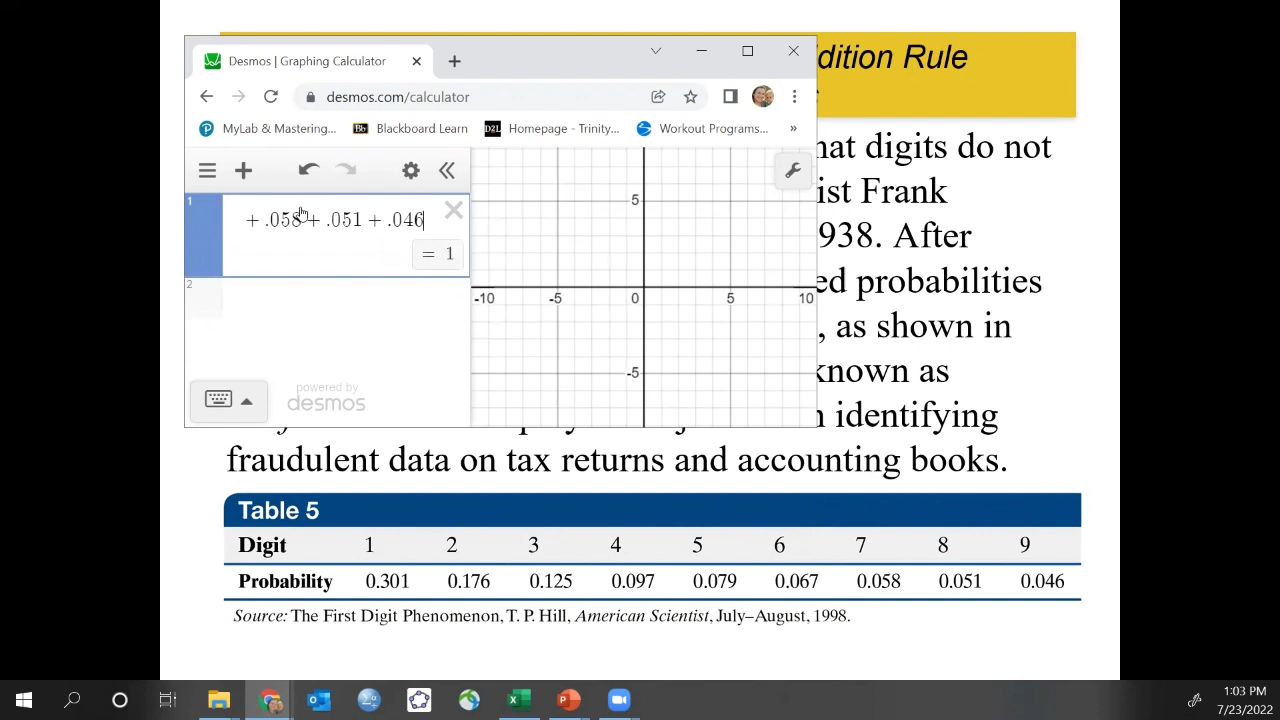 dition Rule
Desmos | Graphing Calculator
desmos.com/calculator
MyLab & Mastering...
Bb Blackboard Learn
D2L Homepage - Trinity...
Workout Programs...
»
hat digits do not
ist Frank
938. After
ed probabilities
, as shown in
known as
identifying
fraudulent data on tax returns and accounting books.
1
+ .058 + .051 + .046
= 1
2
5
-10 -5 0 5 10
-5
powered by
desmos
Table 5
Digit 1 2 3 4 5 6 7 8 9
Probability 0.301 0.176 0.125 0.097 0.079 0.067 0.058 0.051 0.046
Source: The First Digit Phenomenon, T. P. Hill, American Scientist, July–August, 1998.
1:03 PM
7/23/2022